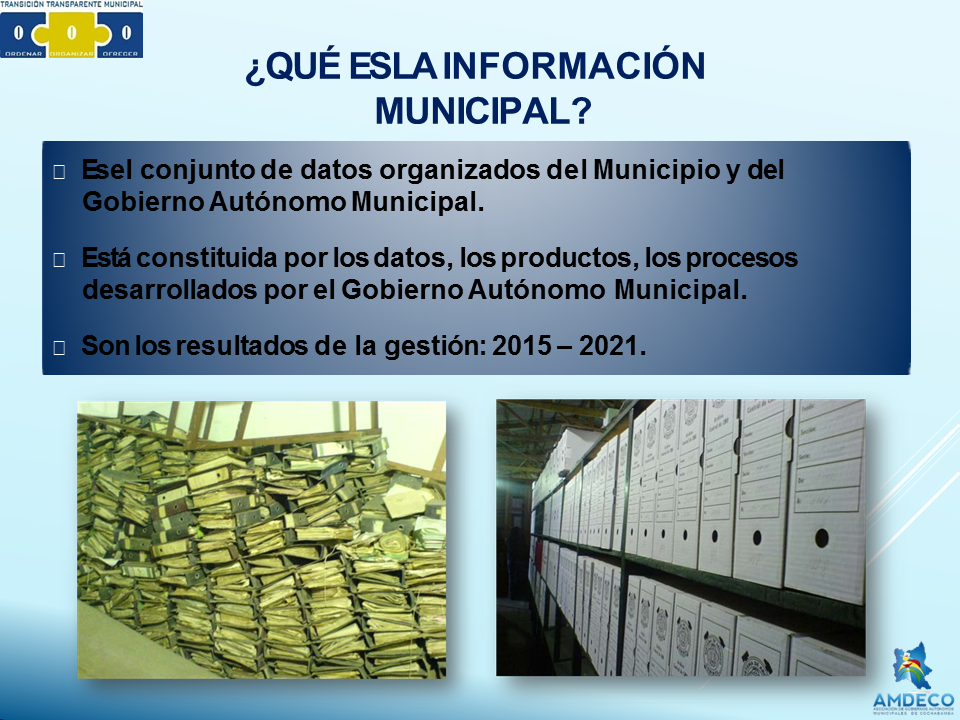 TRANSICIÓN TRANSPARENTE MUNICIPAL
0 0 0
ORDENAR ORGANIZAR OFRECER
¿QUÉ ESLA INFORMACIÓN
MUNICIPAL?
Esel conjunto de datos organizados del Municipio y del
Gobierno Autónomo Municipal.
Está constituida por los datos, los productos, los procesos
desarrollados por el Gobierno Autónomo Municipal.
Son los resultados de la gestión: 2015 – 2021.
AMDECO
ASOCIACIÓN DE GOBIERNOS AUTÓNOMOS
MUNICIPALES DE COCHABAMBA